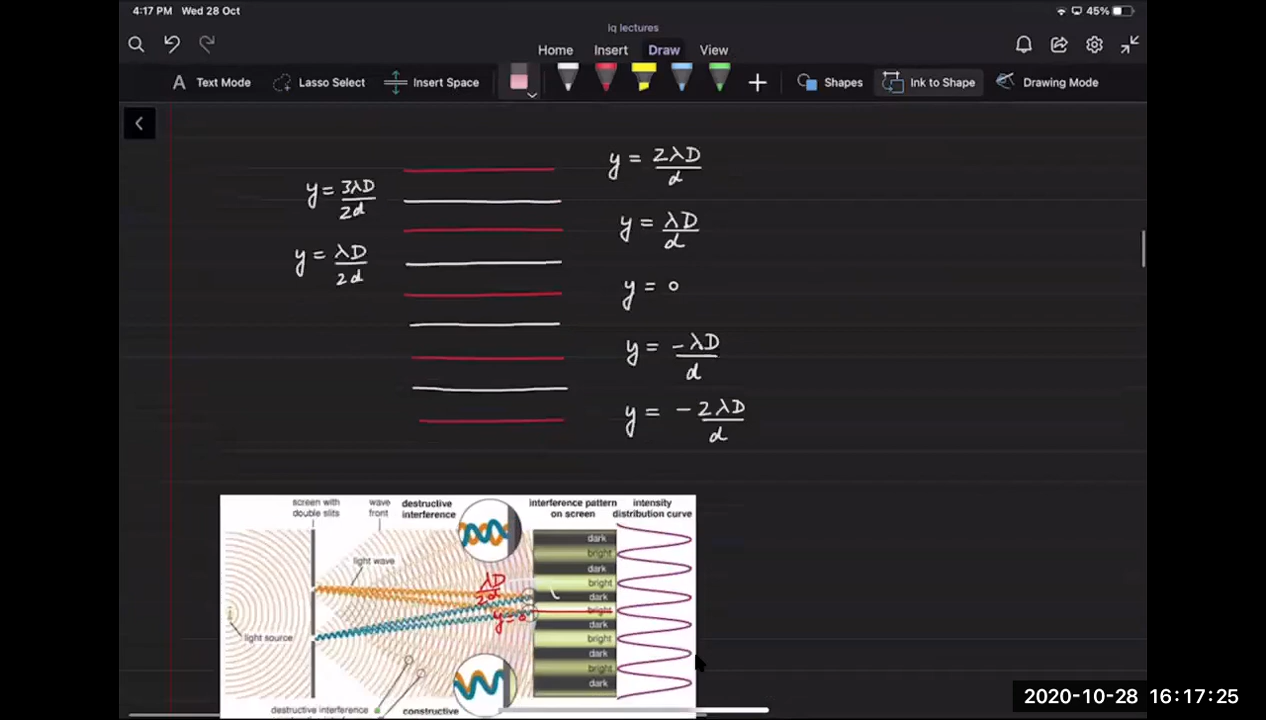 4:17 PM Wed 28 Oct
45%
iq lectures
Home Insert Draw View
Text Mode Lasso Select Insert Space Shapes Ink to Shape Drawing Mode
y = 2λD/d
y = 3λD/2d
y = λD/d
y = λD/2d
y = 0
y = -λD/d
y = -2λD/d
screen with double slits
wave front
destructive interference
interference pattern on screen
intensity distribution curve
dark
bright
dark
light wave
bright
λD/2d
dark
y=0
bright
dark
light source
bright
dark
bright
dark
destructive interference
constructive
2020-10-28 16:17:25